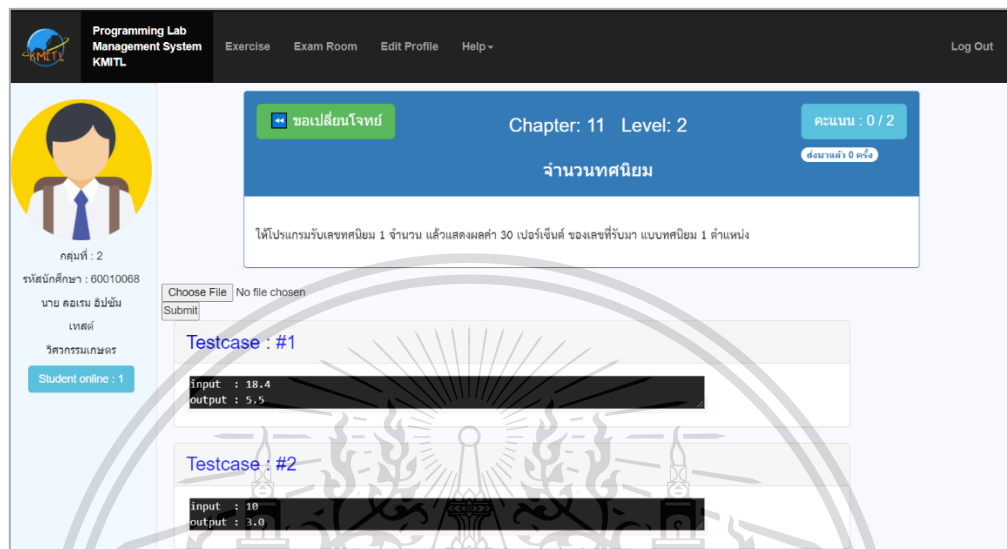 KMITL
Programming Lab
Management System
KMITL
Exercise
Exam Room
Edit Profile
Help
Log Out
ขอเปลี่ยนโจทย์
Chapter: 11 Level: 2
คะแนน : 0 / 2
ส่งมาแล้ว 0 ครั้ง
จำนวนทศนิยม
ให้โปรแกรมรับเลขทศนิยม 1 จำนวน แล้วแสดงผลค่า 30 เปอร์เซ็นต์ ของเลขที่รับมา แบบทศนิยม 1 ตำแหน่ง
กลุ่มที่ : 2
รหัสนักศึกษา : 60010068
นาย ลอเรม อิปซัม
เทสต์
วิศวกรรมเกษตร
Student online : 1
Choose File No file chosen
Submit
Testcase : #1
input : 18.4
output : 5.5
Testcase : #2
input : 10
output : 3.0